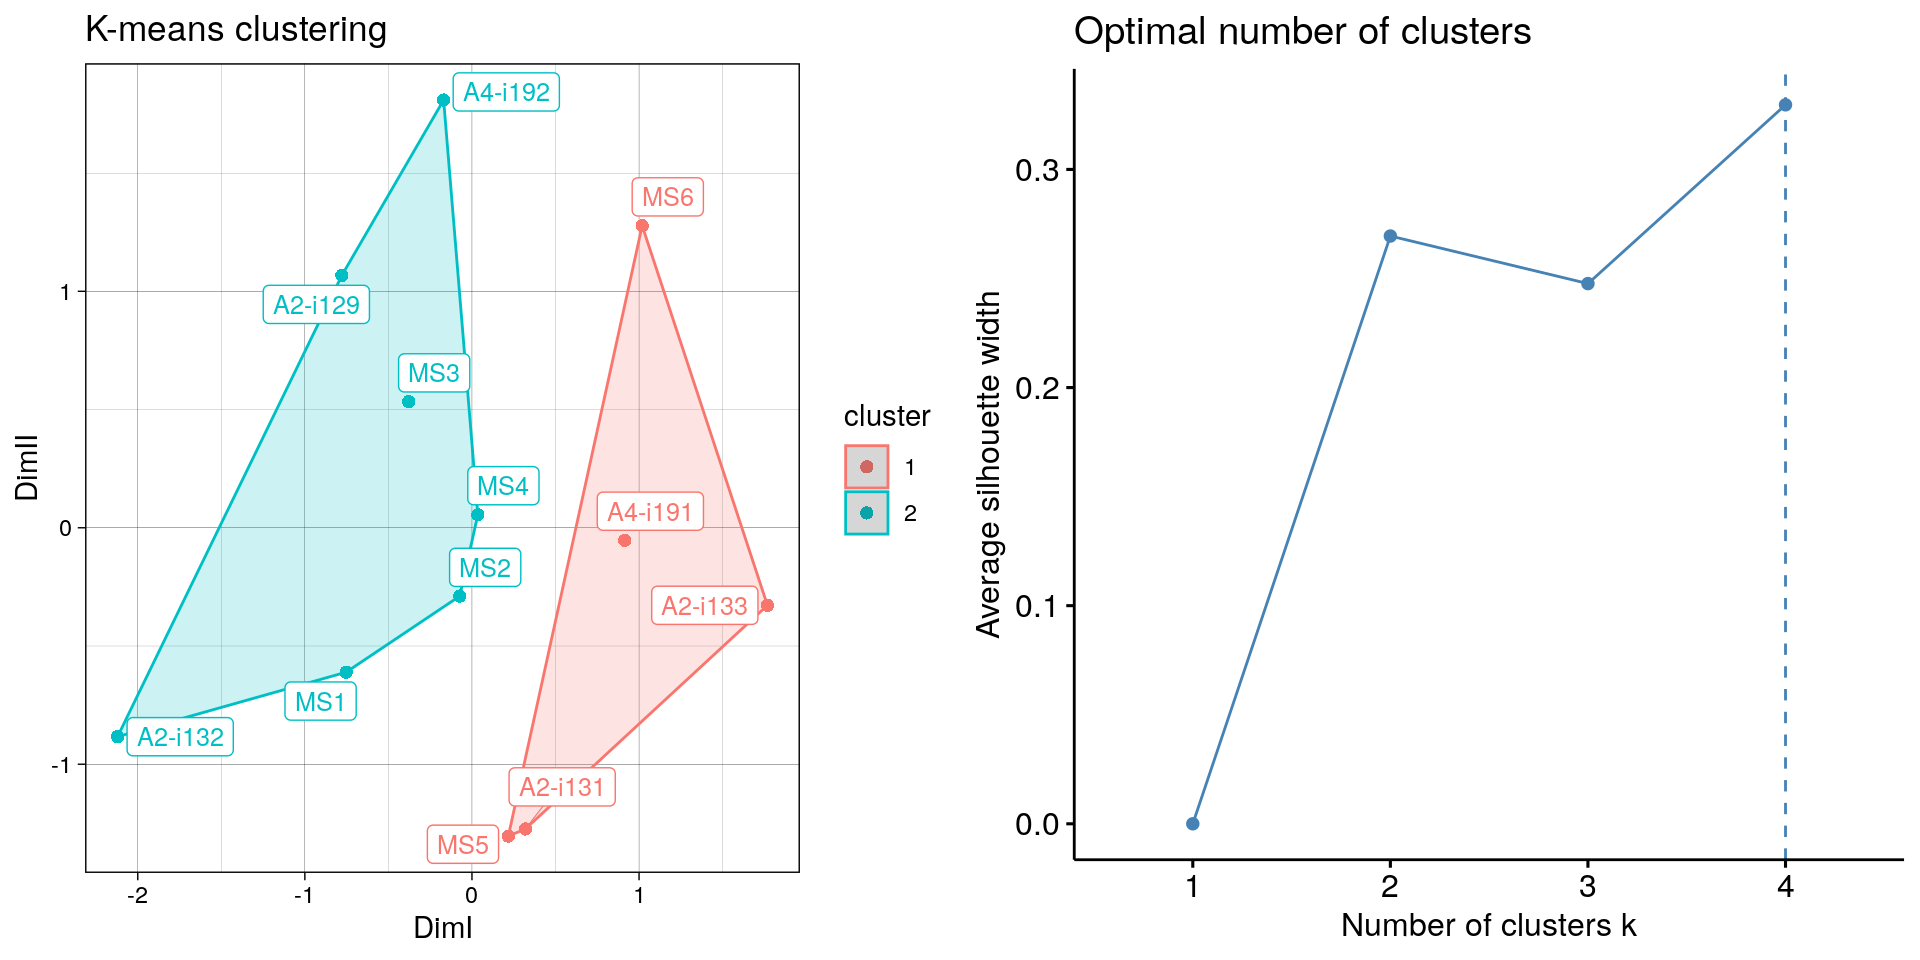 K-means clustering
A4-i192
MS6
A2-i129
MS3
MS4
A4-i191
MS2
A2-i133
MS1
A2-i132
A2-i131
MS5
1
0
-1
DimII
-2
-1
0
1
DimI
cluster
1
2
Optimal number of clusters
0.3
0.2
0.1
0.0
Average silhouette width
1
2
3
4
Number of clusters k